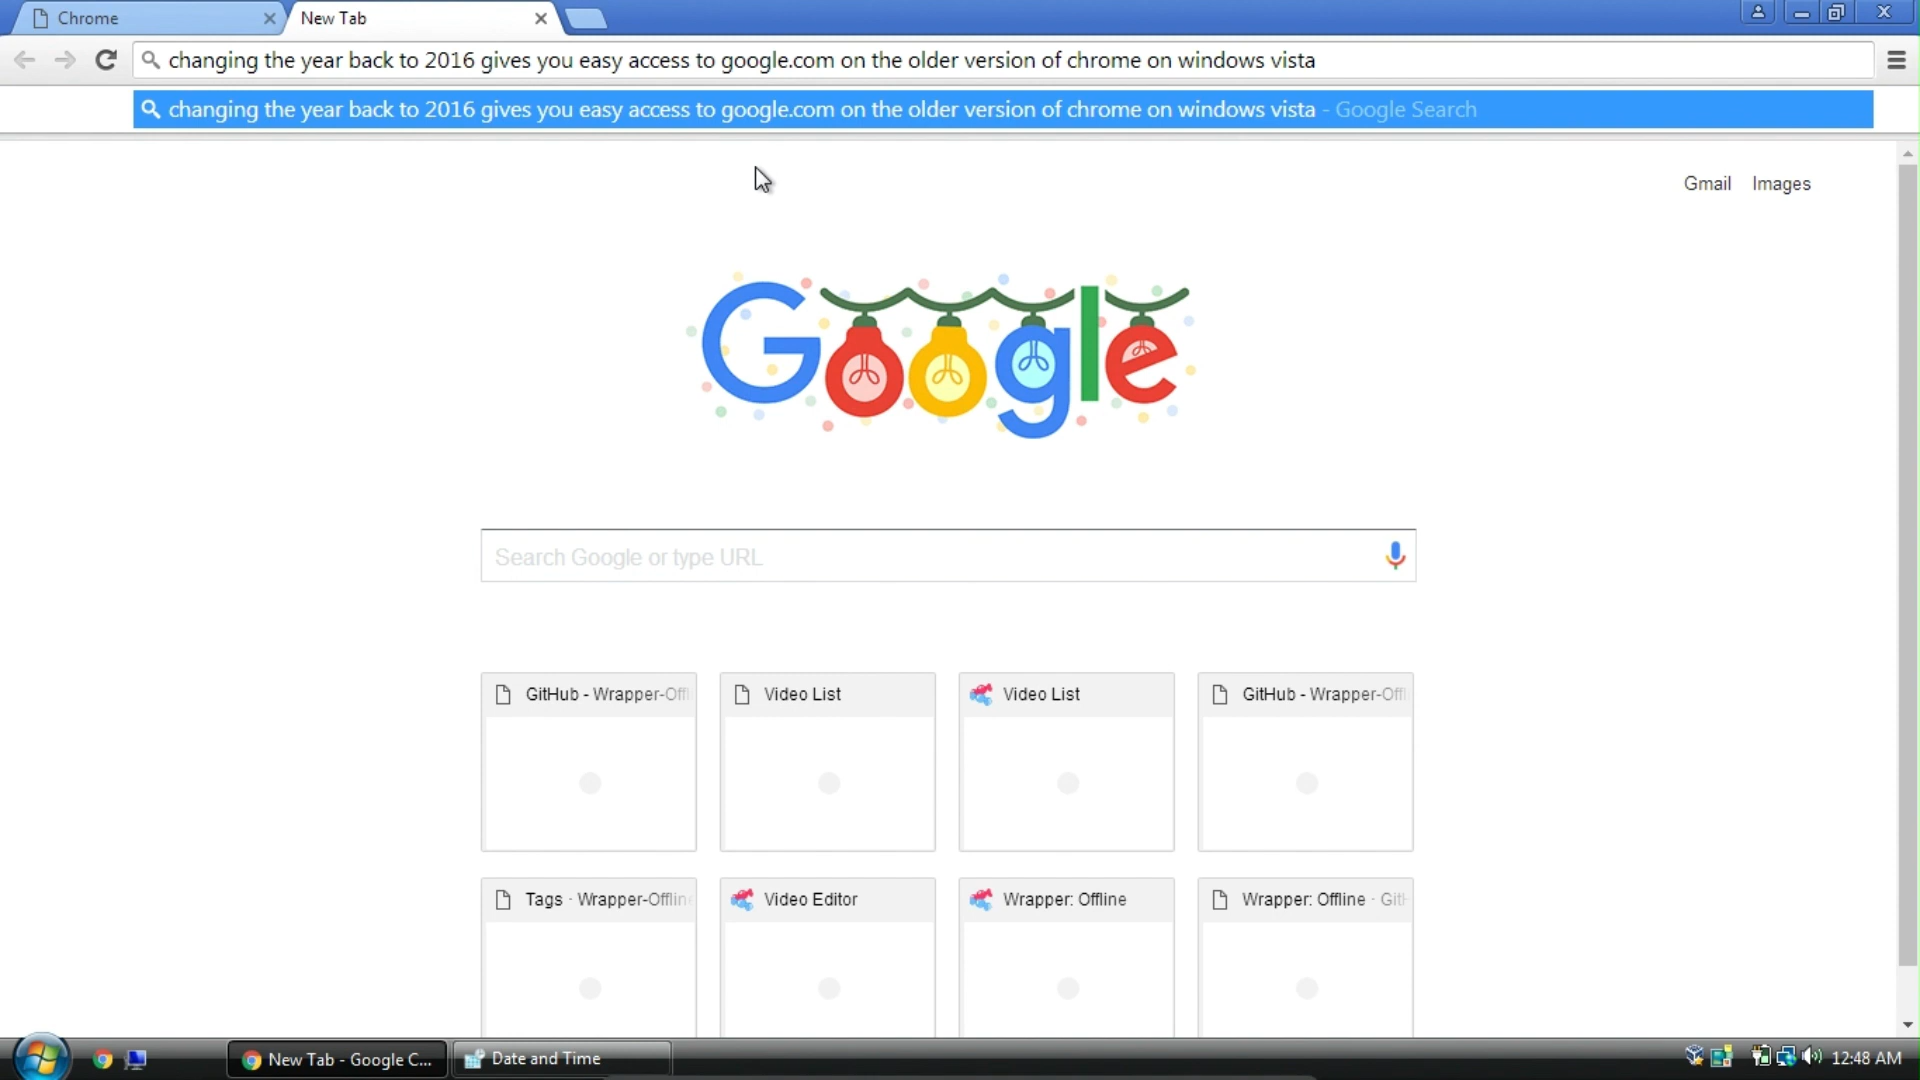 Chrome
New Tab
changing the year back to 2016 gives you easy access to google.com on the older version of chrome on windows vista
changing the year back to 2016 gives you easy access to google.com on the older version of chrome on windows vista - Google Search
Gmail Images
Google
Search Google or type URL
GitHub - Wrapper-Offl
Video List
Video List
GitHub - Wrapper-Offl
Tags · Wrapper-Offline
Video Editor
Wrapper: Offline
Wrapper: Offline · GitH
New Tab - Google C...
Date and Time
12:48 AM